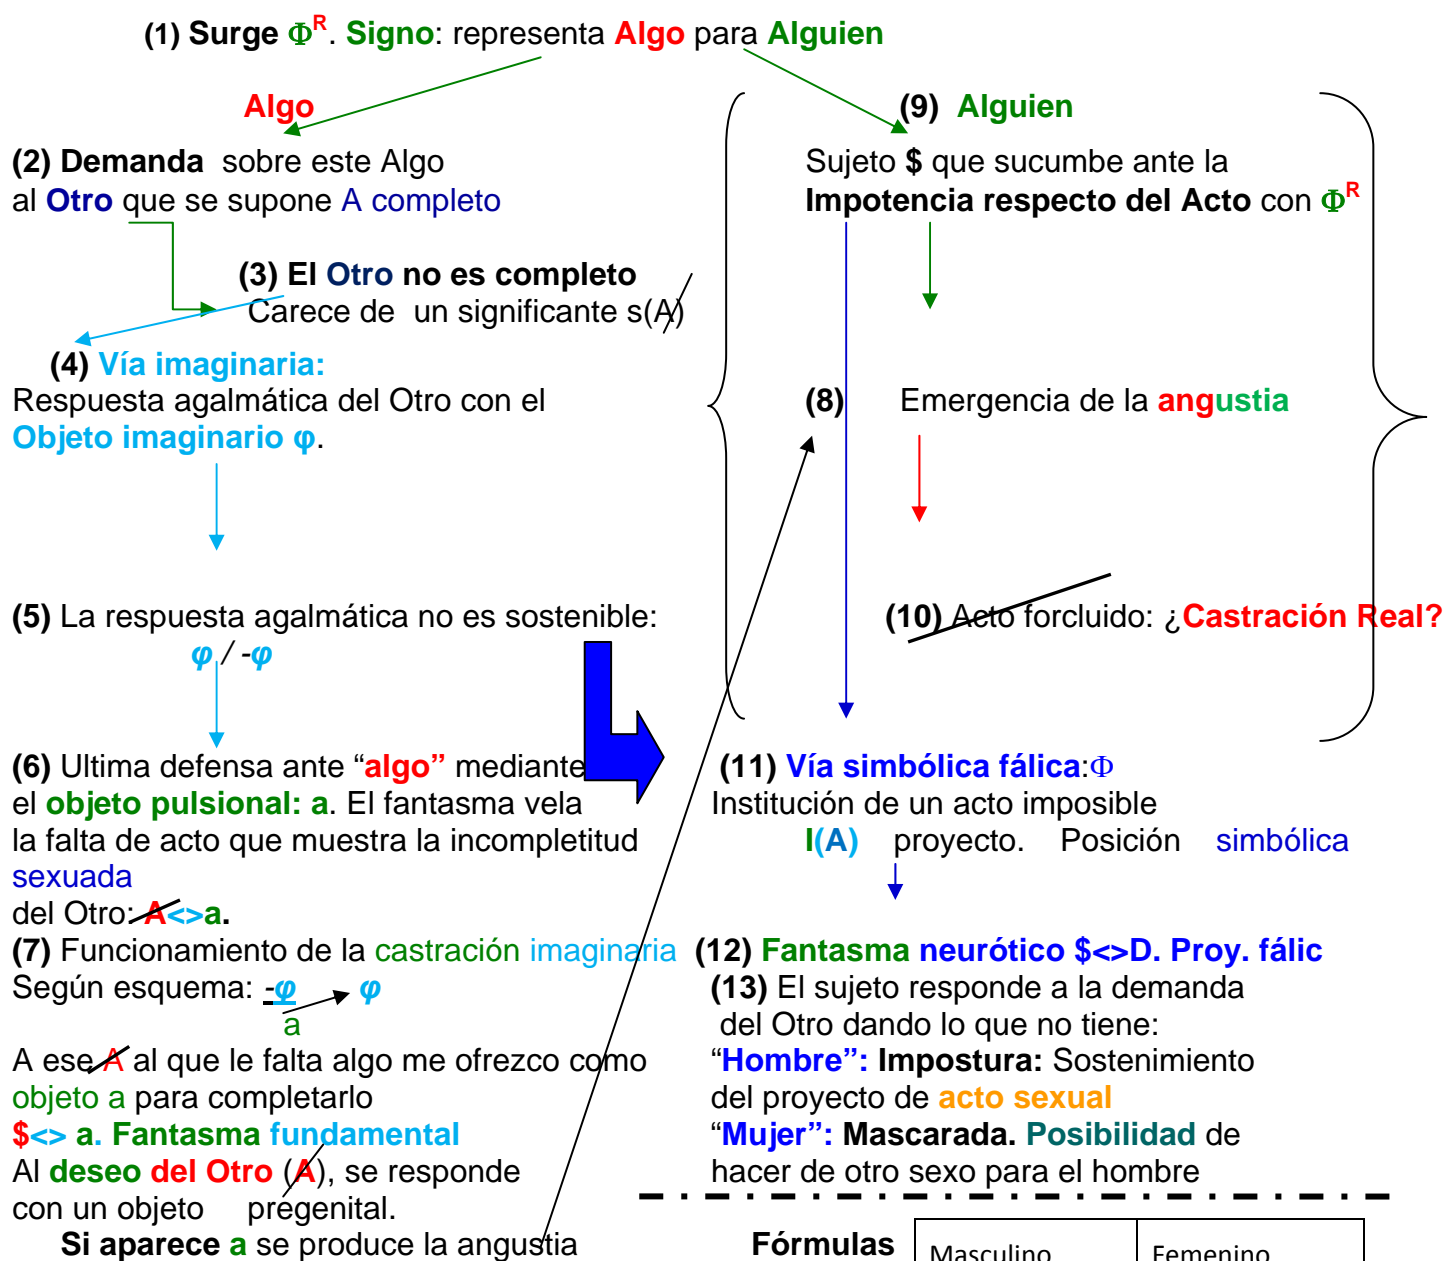 (1) Surge Φᴿ. Signo: representa Algo para Alguien
Algo
(2) Demanda sobre este Algo
al Otro que se supone A completo
(3) El Otro no es completo
Carece de un significante s(A)
(4) Vía imaginaria:
Respuesta agalmática del Otro con el
Objeto imaginario φ.
(5) La respuesta agalmática no es sostenible:
φ / -φ
(6) Ultima defensa ante “algo” mediante
el objeto pulsional: a. El fantasma vela
la falta de acto que muestra la incompletitud
sexuada
del Otro: A<>a.
(7) Funcionamiento de la castración imaginaria
Según esquema: -φ φ
a
A ese A al que le falta algo me ofrezco como
objeto a para completarlo
$<> a. Fantasma fundamental
Al deseo del Otro (A), se responde
con un objeto pregenital.
Si aparece a se produce la angustia
(9) Alguien
Sujeto $ que sucumbe ante la
Impotencia respecto del Acto con Φᴿ
(8) Emergencia de la angustia
(10) Acto forcluido: ¿Castración Real?
(11) Vía simbólica fálica:Φ
Institución de un acto imposible
I(A) proyecto. Posición simbólica
(12) Fantasma neurótico $<>D. Proy. fálic
(13) El sujeto responde a la demanda
del Otro dando lo que no tiene:
“Hombre”: Impostura: Sostenimiento
del proyecto de acto sexual
“Mujer”: Mascarada. Posibilidad de
hacer de otro sexo para el hombre
Fórmulas
Masculino Femenino